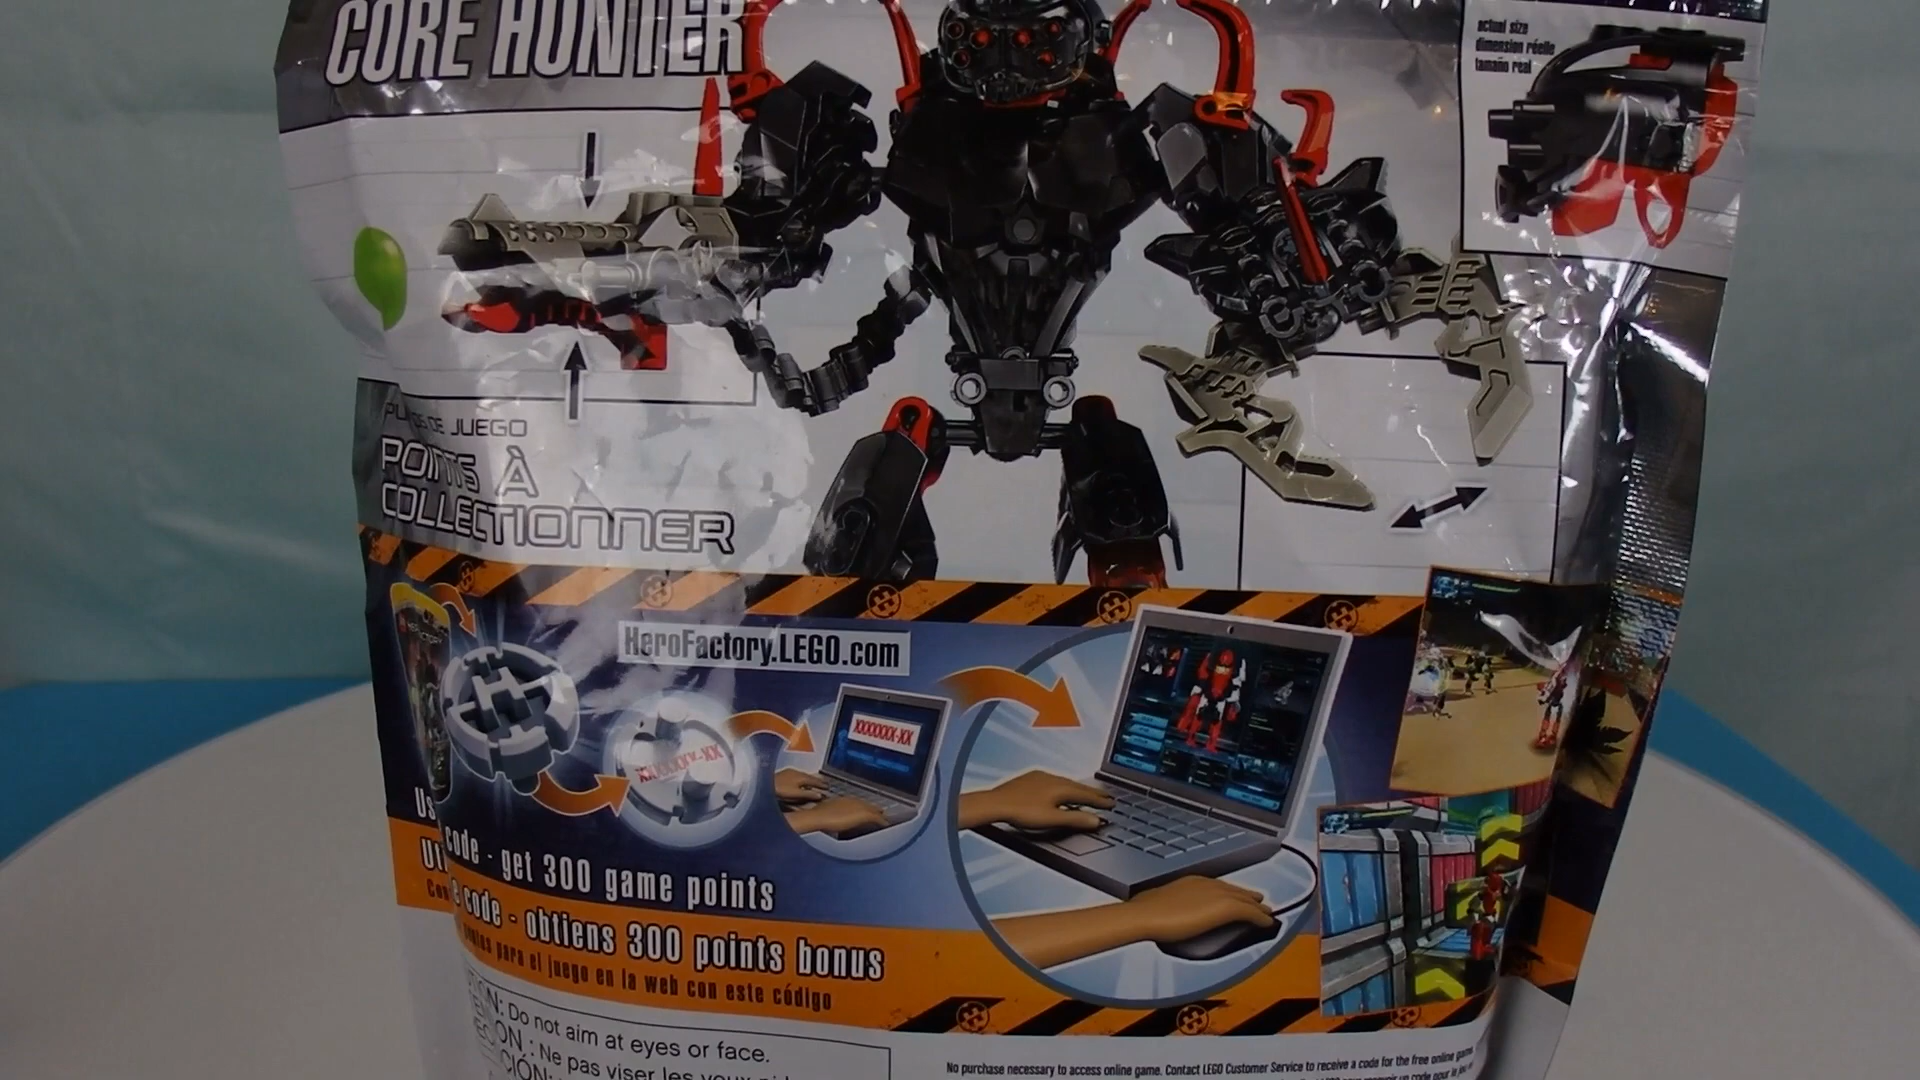 CORE HUNTER
actual size
dimension réelle
tamaño real
DE JUEGO
POINTS À
COLLECTIONNER
HeroFactory.LEGO.com
XXXXXXX-XX
XXXXXXX-XX
code - get 300 game points
code - obtiens 300 points bonus
para el juego en la web con este código
Do not aim at eyes or face.
Ne pas viser les yeux
No purchase necessary to access online game. Contact LEGO Customer Service to receive a code for the free online game